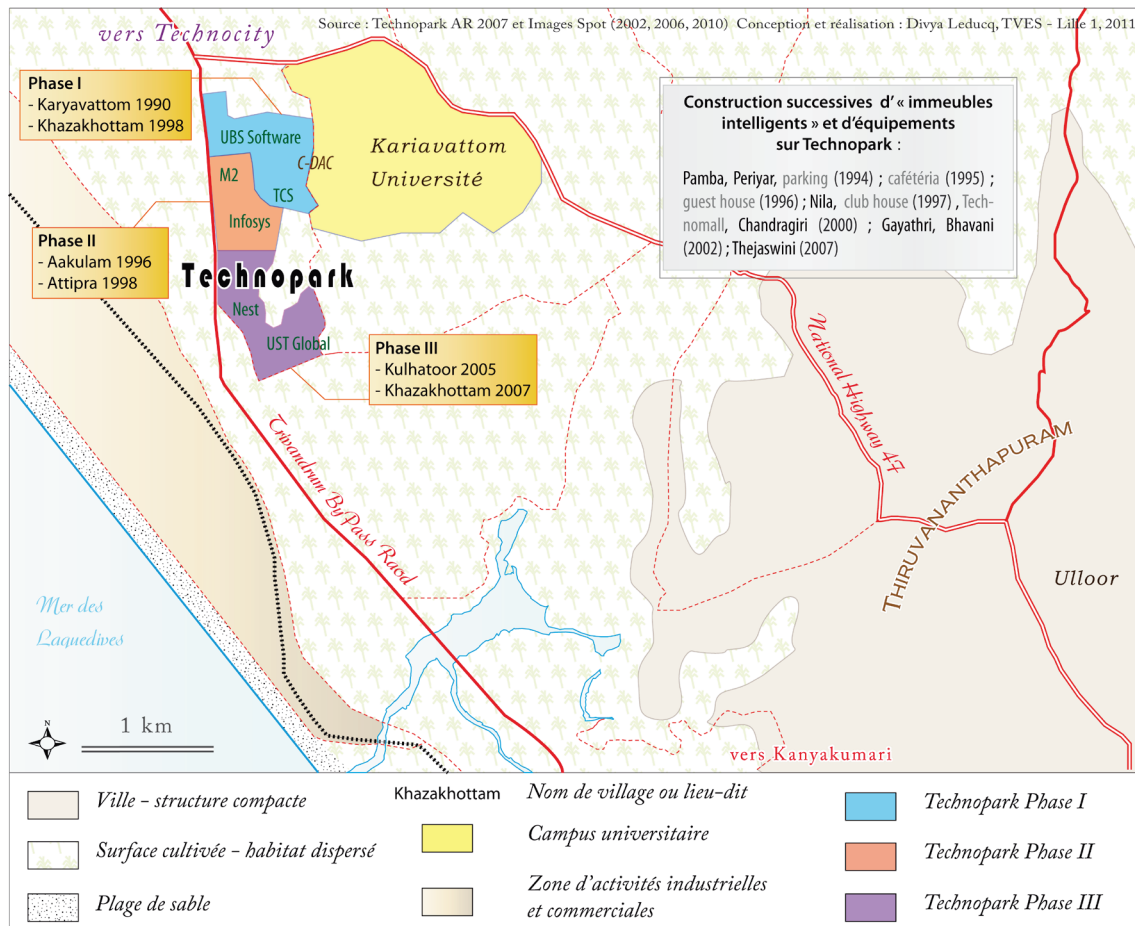 Source : Technopark AR 2007 et Images Spot (2002, 2006, 2010) Conception et réalisation : Divya Leducq, TVES - Lille 1, 2011
vers Technocity
Phase I
- Karyavattom 1990
- Khazakhottam 1998
Construction successives d'« immeubles
intelligents » et d'équipements
sur Technopark :
Pamba, Periyar, parking (1994) ; cafétéria (1995) ;
guest house (1996) ; Nila, club house (1997) , Tech-
nomall, Chandragiri (2000) ; Gayathri, Bhavani
(2002) ; Thejaswini (2007)
UBS Software
C-DAC
Kariavattom
Université
M2
TCS
Infosys
Phase II
- Aakulam 1996
- Attipra 1998
Technopark
Nest
UST Global
Phase III
- Kulhatoor 2005
- Khazakhottam 2007
National Highway 47
Trivandrum By Pass Raod
THIRUVANANTHAPURAM
Ulloor
Mer des
Laquedives
N
1 km
vers Kanyakumari
Ville - structure compacte
Surface cultivée - habitat dispersé
Plage de sable
Khazakhottam
Nom de village ou lieu-dit
Campus universitaire
Zone d'activités industrielles
et commerciales
Technopark Phase I
Technopark Phase II
Technopark Phase III